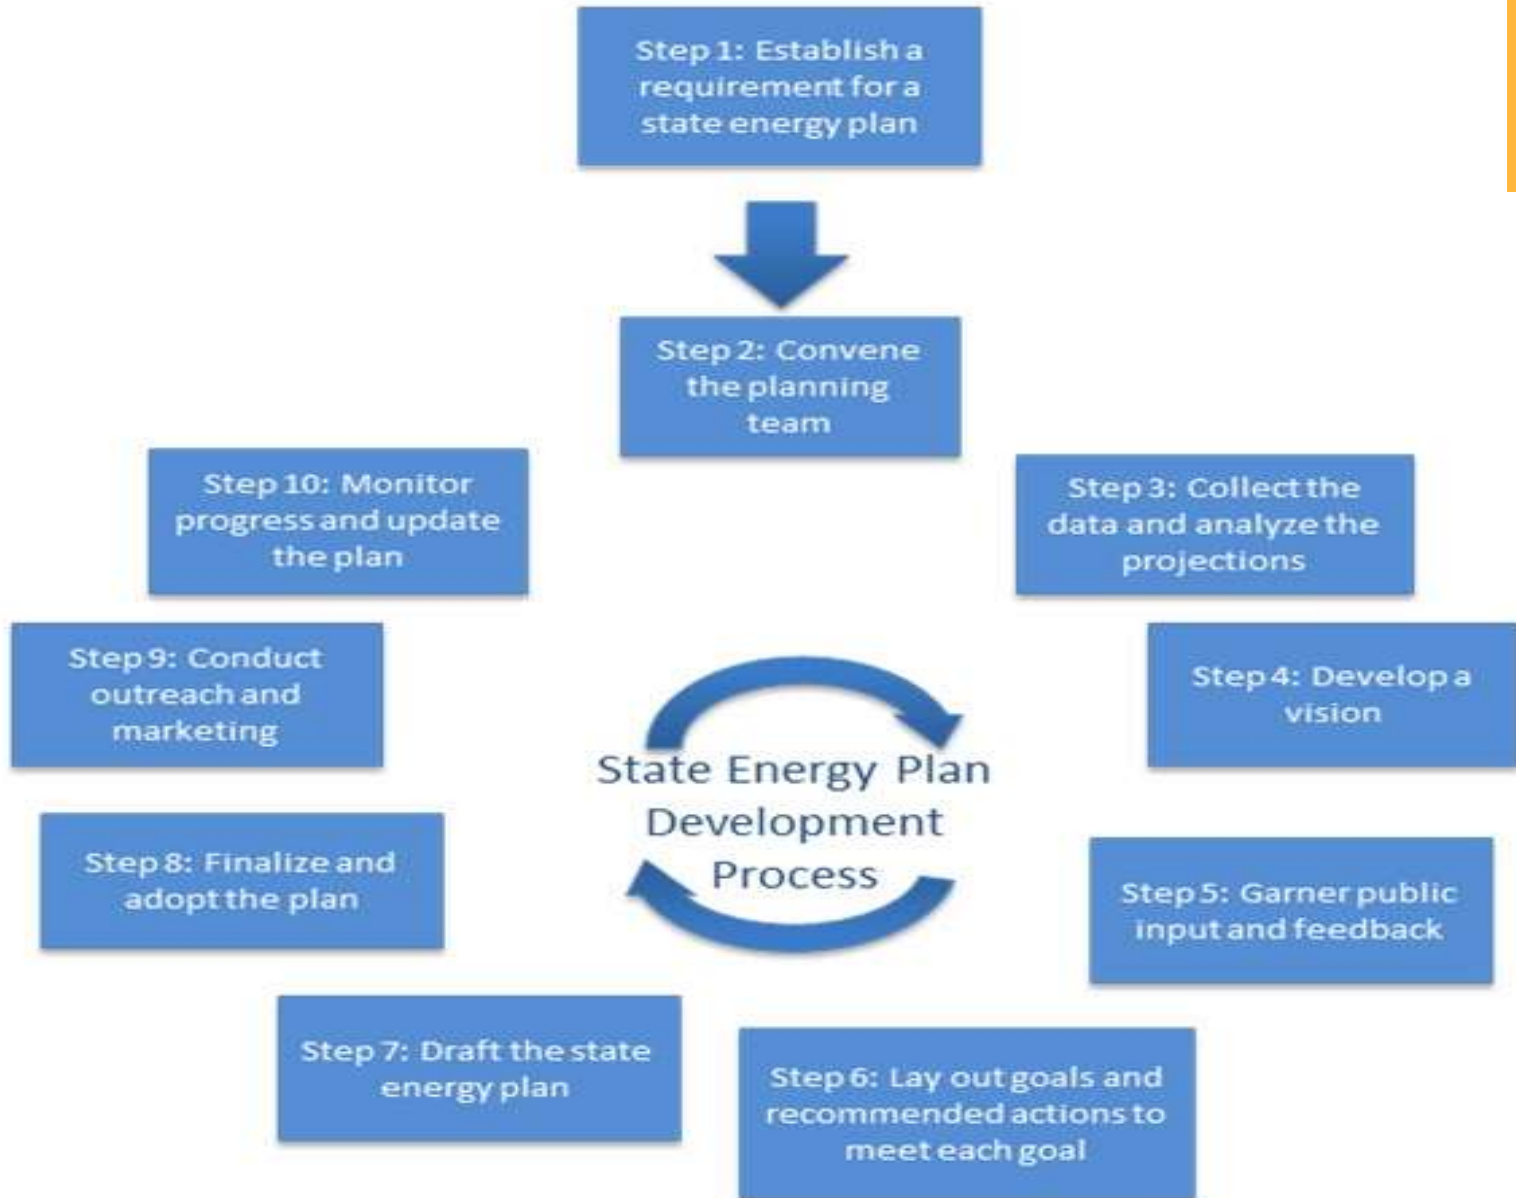 Step 1: Establish a
requirement for a
state energy plan
Step 2: Convene
the planning
team
Step 3: Collect the
data and analyze the
projections
Step 4: Develop a
vision
Step 5: Garner public
input and feedback
Step 6: Lay out goals and
recommended actions to
meet each goal
Step 7: Draft the state
energy plan
Step 8: Finalize and
adopt the plan
Step 9: Conduct
outreach and
marketing
Step 10: Monitor
progress and update
the plan
State Energy Plan
Development
Process